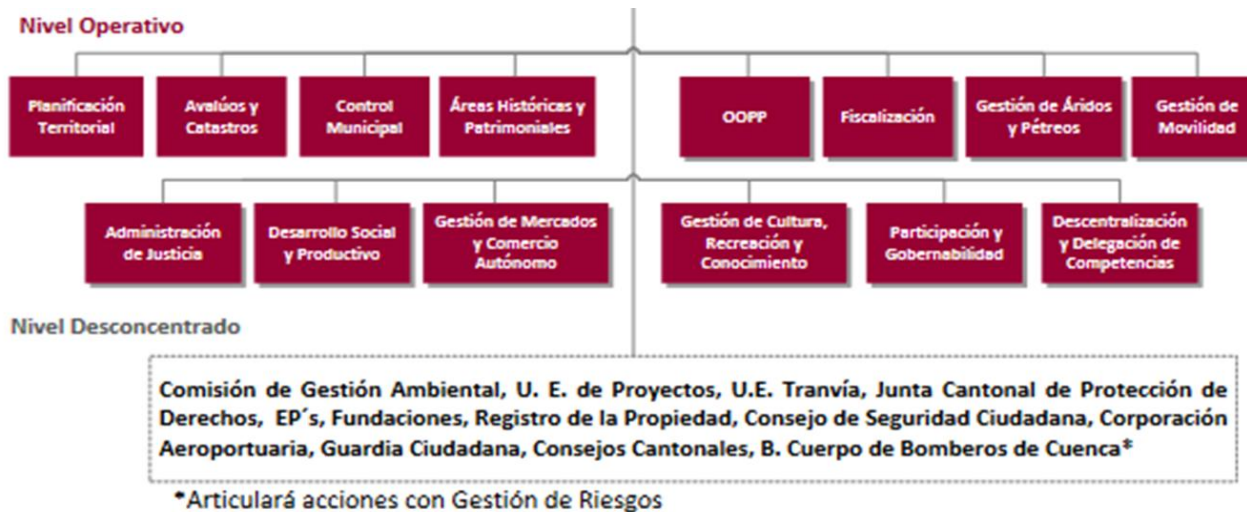 Nivel Operativo
Planificación
Territorial
Avalúos y
Catastros
Control
Municipal
Áreas Históricas y
Patrimoniales
OOPP
Fiscalización
Gestión de Áridos
y Pétreos
Gestión de
Movilidad
Administración
de Justicia
Desarrollo Social
y Productivo
Gestión de Mercados
y Comercio
Autónomo
Gestión de Cultura,
Recreación y
Conocimiento
Participación y
Gobernabilidad
Descentralización
y Delegación de
Competencias
Nivel Desconcentrado
Comisión de Gestión Ambiental, U. E. de Proyectos, U.E. Tranvía, Junta Cantonal de Protección de
Derechos, EP´s, Fundaciones, Registro de la Propiedad, Consejo de Seguridad Ciudadana, Corporación
Aeroportuaria, Guardia Ciudadana, Consejos Cantonales, B. Cuerpo de Bomberos de Cuenca*
*Articulará acciones con Gestión de Riesgos